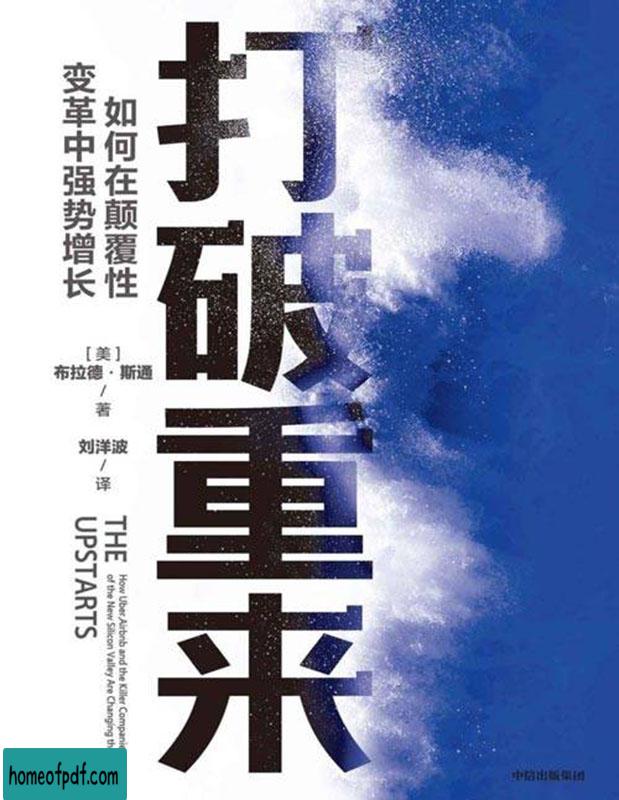 打破重来
如何在颠覆性
变革中强势增长
[美]
布拉德·斯通
/
著
刘洋波
/
译
THE
UPSTARTS
How Uber, Airbnb and the Killer Companie
of the New Silicon Valley Are Changing th
中信出版集团
homeofpdf.com